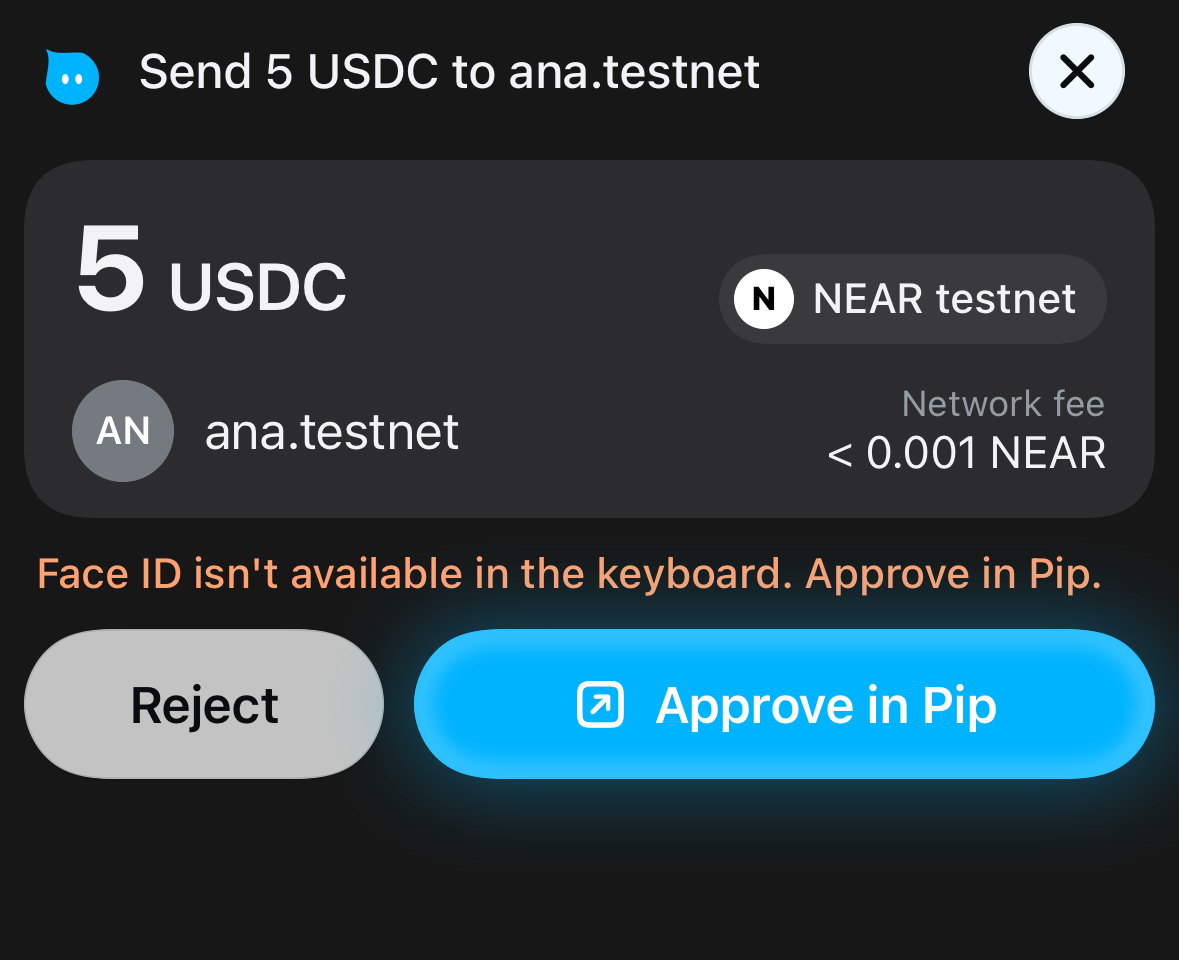 Send 5 USDC to ana.testnet
5 USDC
N NEAR testnet
AN ana.testnet
Network fee
< 0.001 NEAR
Face ID isn't available in the keyboard. Approve in Pip.
Reject
Approve in Pip